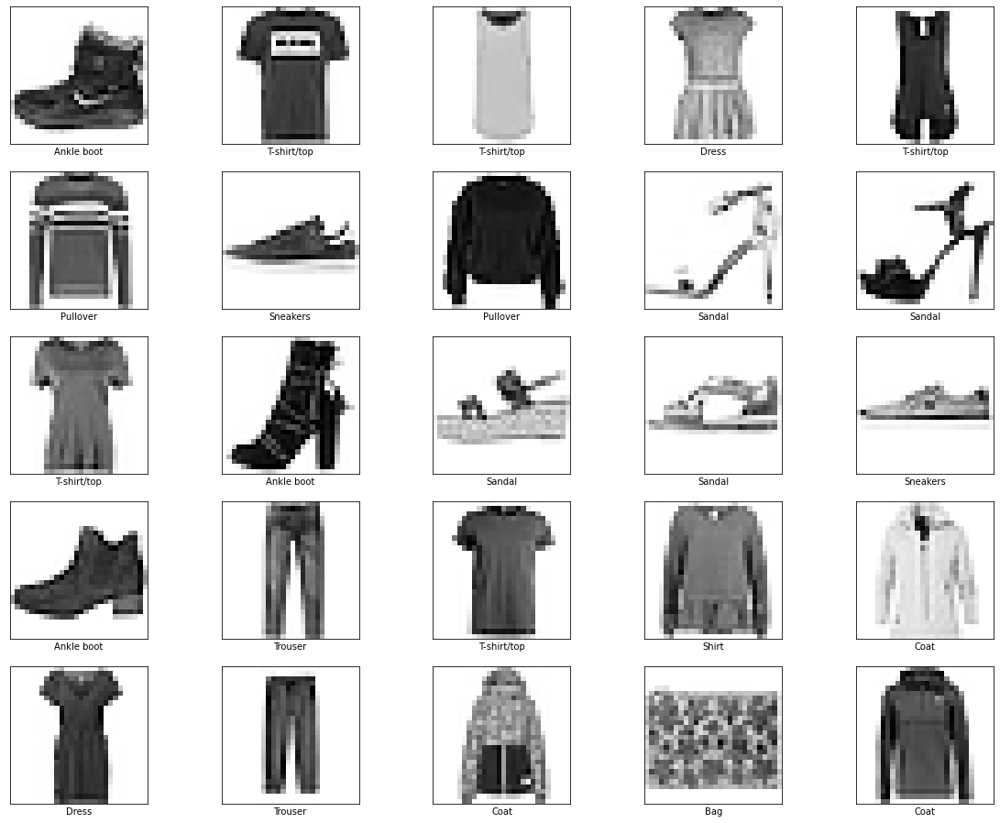 Ankle boot
T-shirt/top
T-shirt/top
Dress
T-shirt/top
Pullover
Sneakers
Pullover
Sandal
Sandal
T-shirt/top
Ankle boot
Sandal
Sandal
Sneakers
Ankle boot
Trouser
T-shirt/top
Shirt
Coat
Dress
Trouser
Coat
Bag
Coat